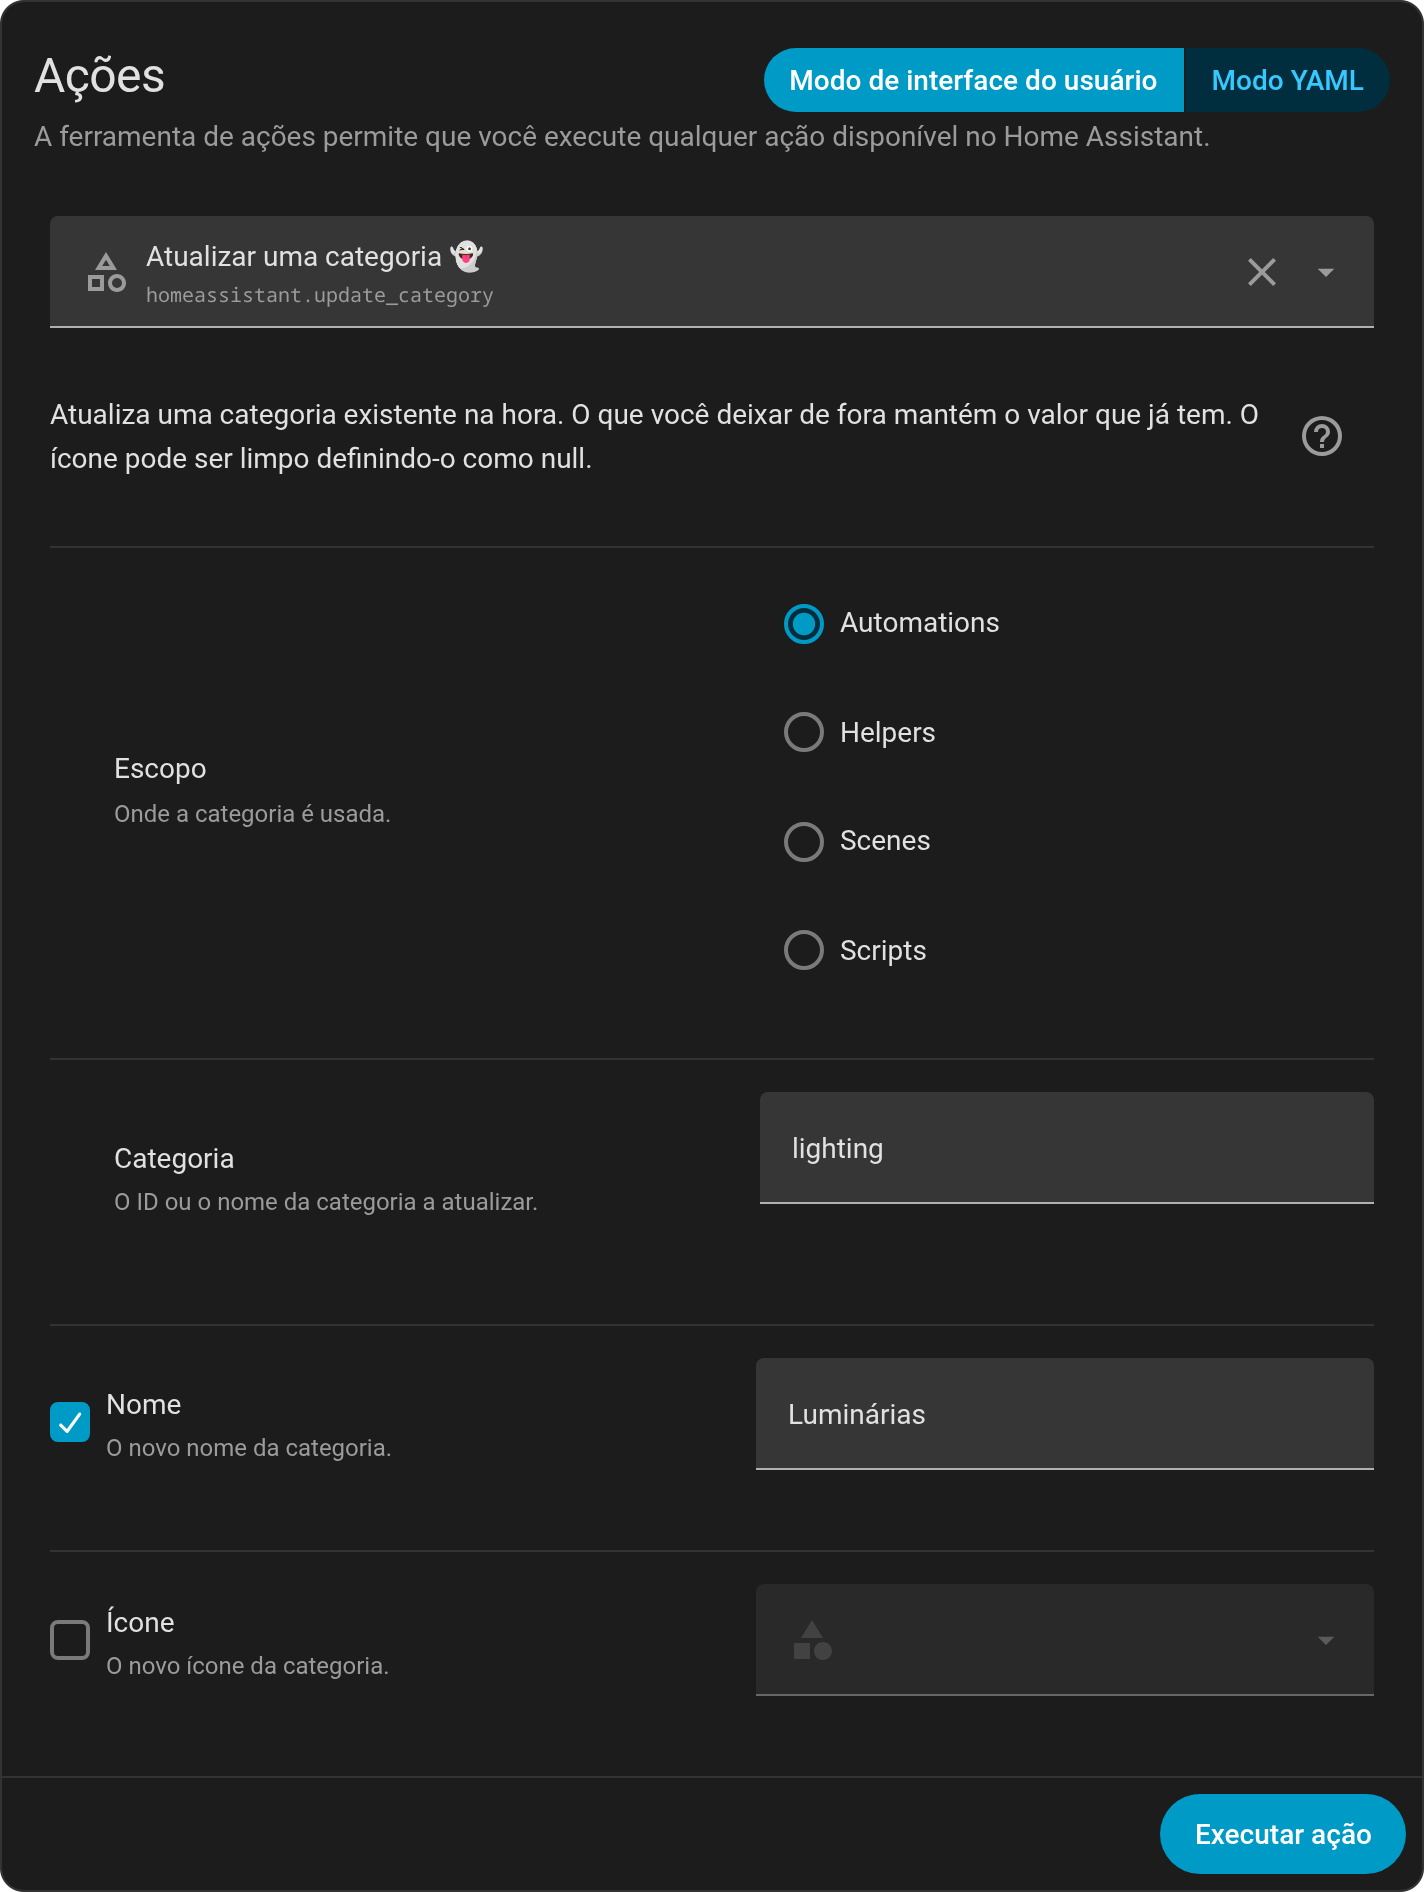 Ações
Modo de interface do usuário
Modo YAML
A ferramenta de ações permite que você execute qualquer ação disponível no Home Assistant.
Atualizar uma categoria 👻
homeassistant.update_category
Atualiza uma categoria existente na hora. O que você deixar de fora mantém o valor que já tem. O
ícone pode ser limpo definindo-o como null.
Automations
Helpers
Escopo
Onde a categoria é usada.
Scenes
Scripts
Categoria
O ID ou o nome da categoria a atualizar.
lighting
Nome
O novo nome da categoria.
Luminárias
Ícone
O novo ícone da categoria.
Executar ação